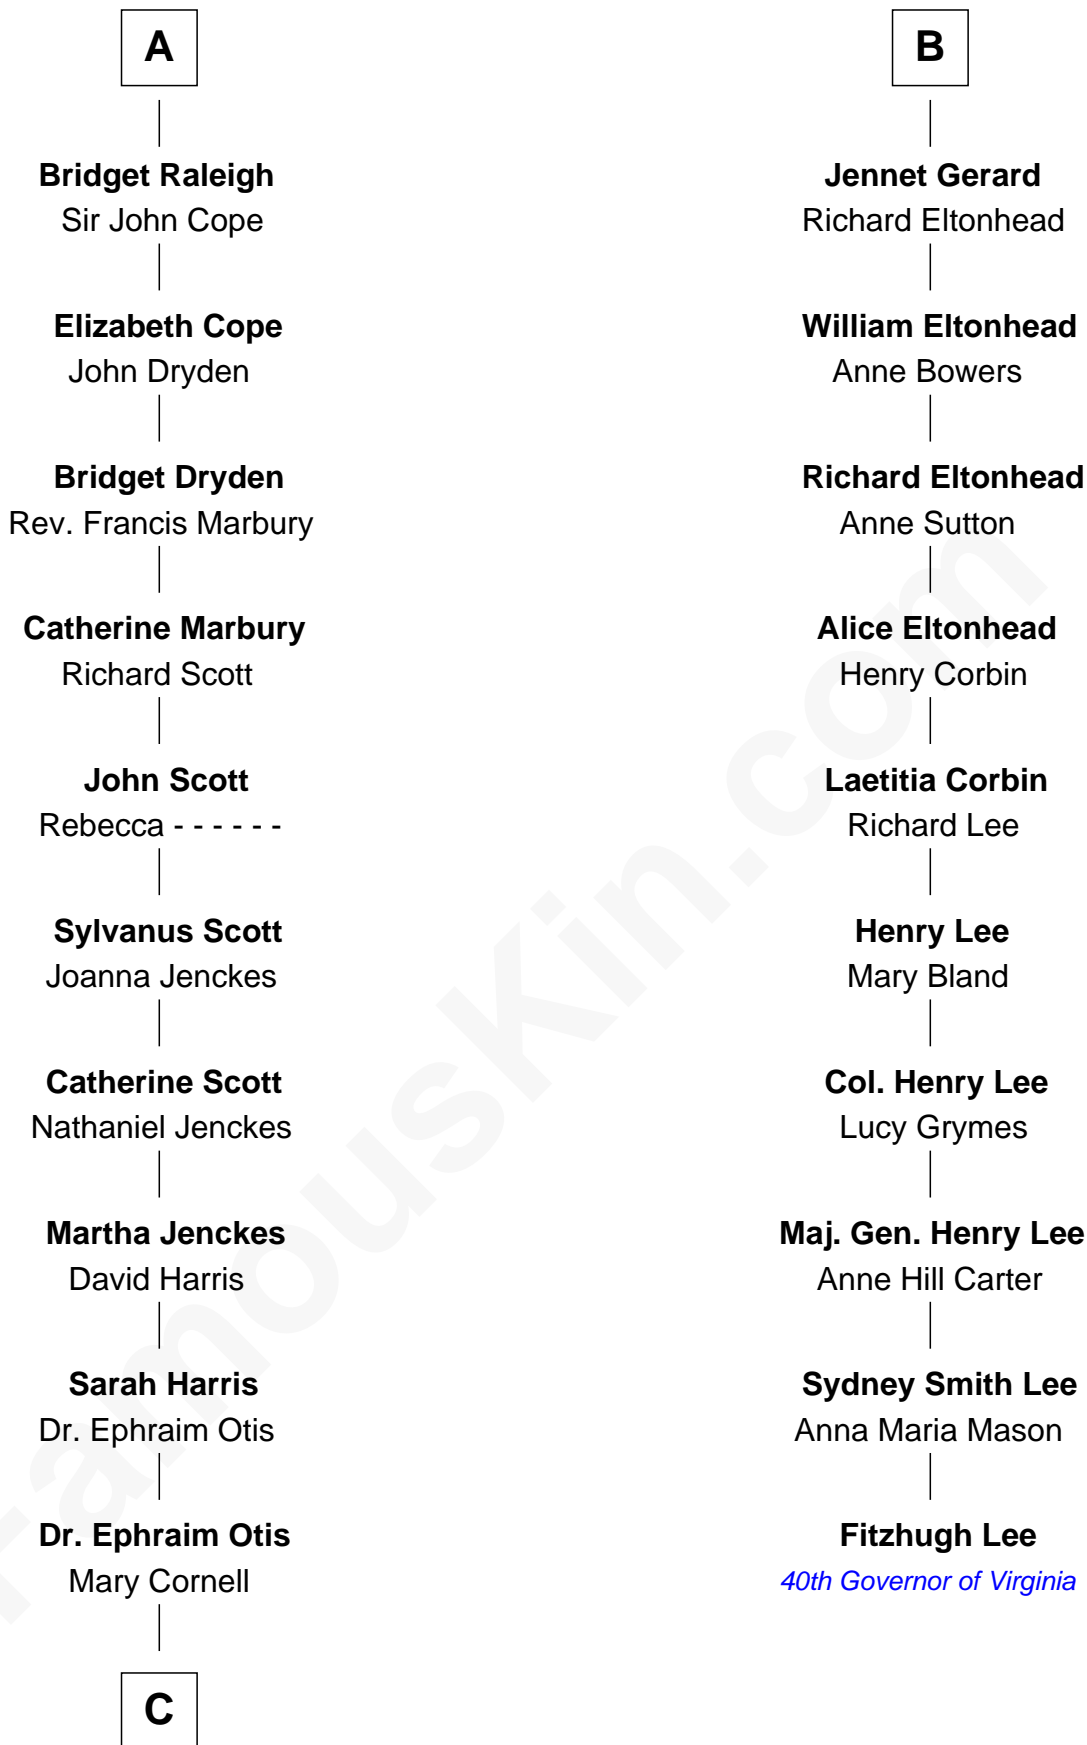 A
Bridget Raleigh
Sir John Cope
Elizabeth Cope
John Dryden
Bridget Dryden
Rev. Francis Marbury
Catherine Marbury
Richard Scott
John Scott
Rebecca - - - - - -
Sylvanus Scott
Joanna Jenckes
Catherine Scott
Nathaniel Jenckes
Martha Jenckes
David Harris
Sarah Harris
Dr. Ephraim Otis
Dr. Ephraim Otis
Mary Cornell
C
B
Jennet Gerard
Richard Eltonhead
William Eltonhead
Anne Bowers
Richard Eltonhead
Anne Sutton
Alice Eltonhead
Henry Corbin
Laetitia Corbin
Richard Lee
Henry Lee
Mary Bland
Col. Henry Lee
Lucy Grymes
Maj. Gen. Henry Lee
Anne Hill Carter
Sydney Smith Lee
Anna Maria Mason
Fitzhugh Lee
40th Governor of Virginia
FamousKin.com